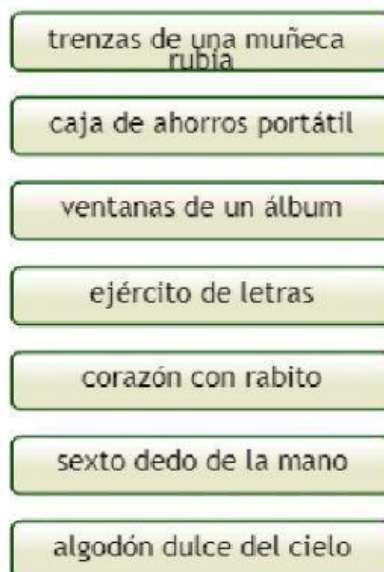 trenzas de una muñeca
rubia
caja de ahorros portátil
ventanas de un álbum
ejército de letras
corazón con rabito
sexto dedo de la mano
algodón dulce del cielo